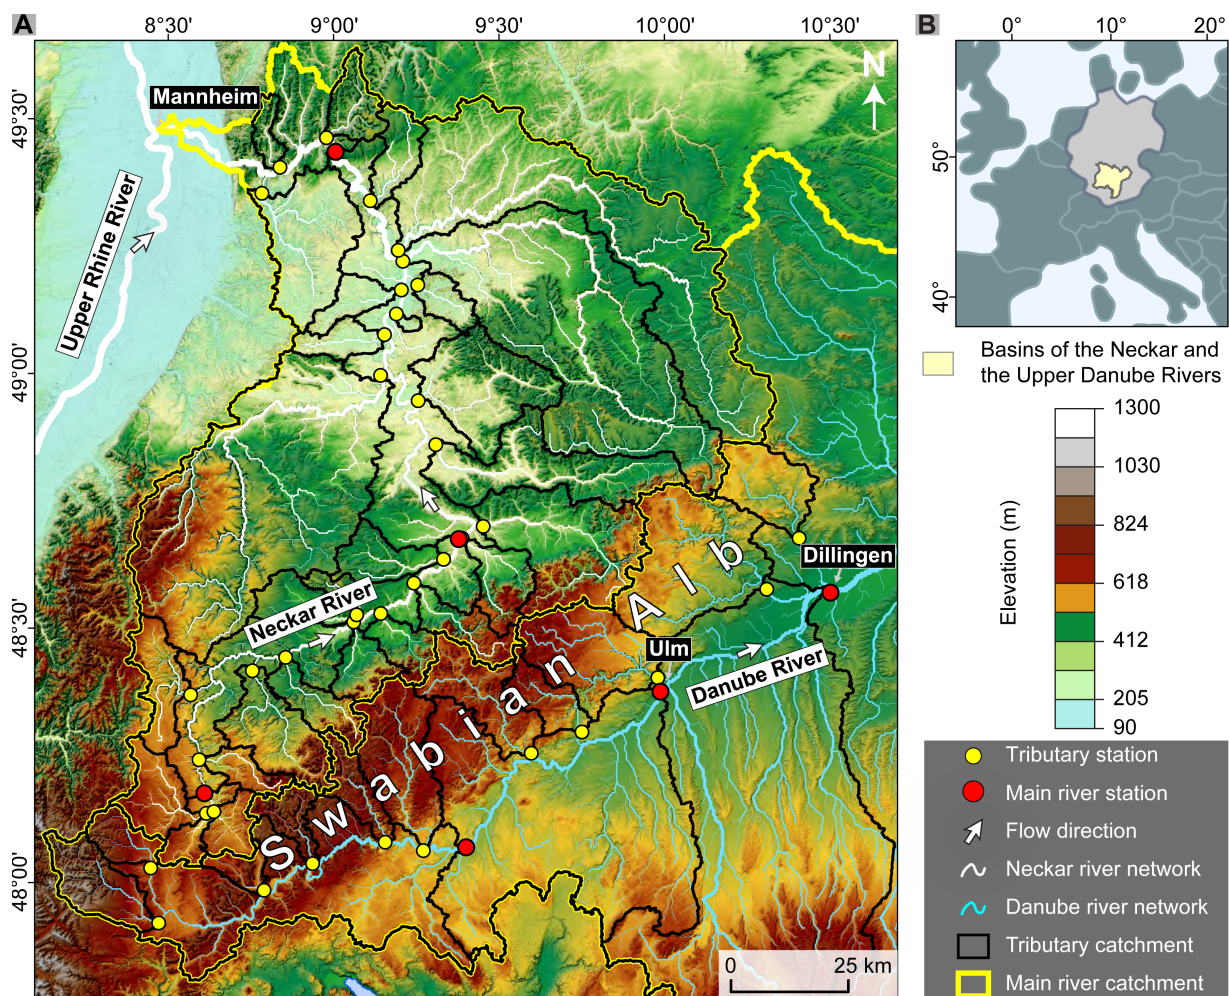 A
8°30'
9°00'
9°30'
10°00'
10°30'
B
0°
10°
20°
49°30'
49°00'
48°30'
48°00'
Mannheim
N
Upper Rhine River
Neckar River
Swabian Alb
Dillingen
Ulm
Danube River
0
25 km
50°
40°
Basins of the Neckar and
the Upper Danube Rivers
Elevation (m)
1300
1030
824
618
412
205
90
Tributary station
Main river station
Flow direction
Neckar river network
Danube river network
Tributary catchment
Main river catchment